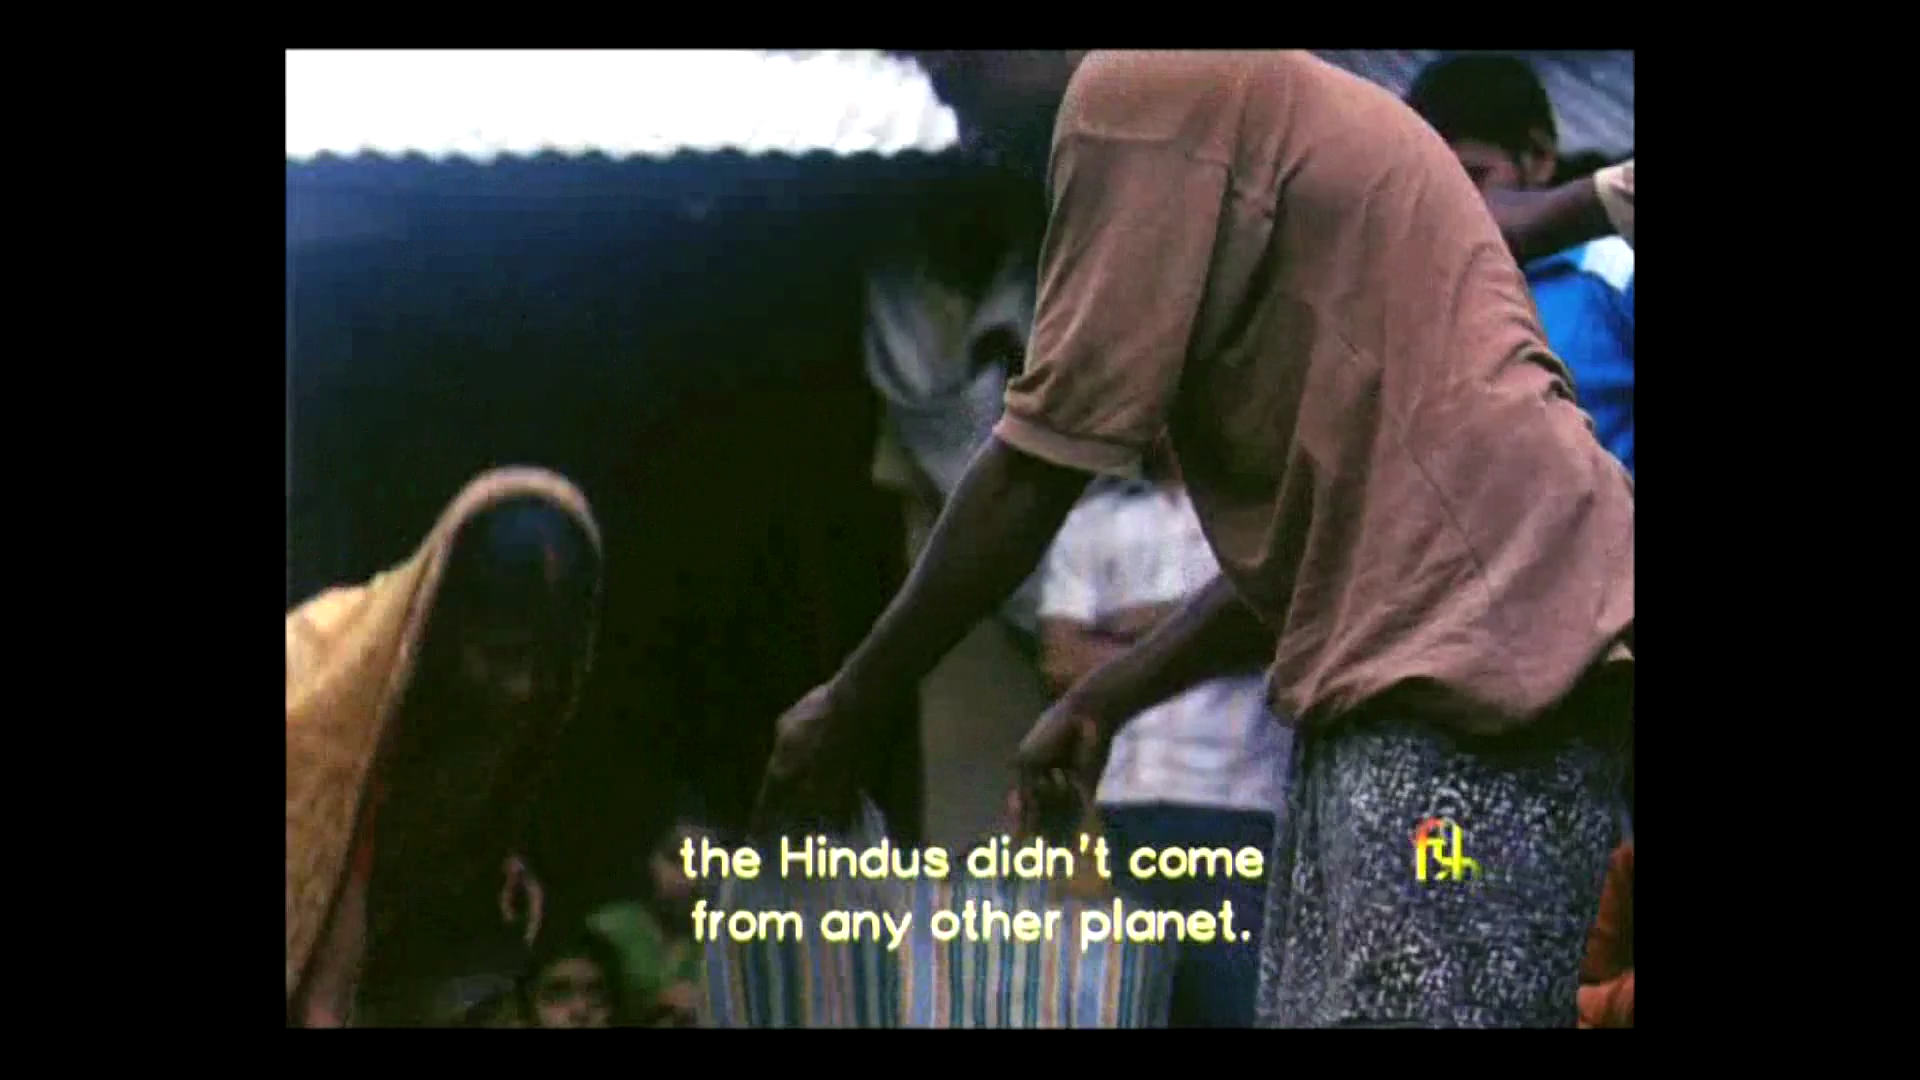 the Hindus didn't come
from any other planet.